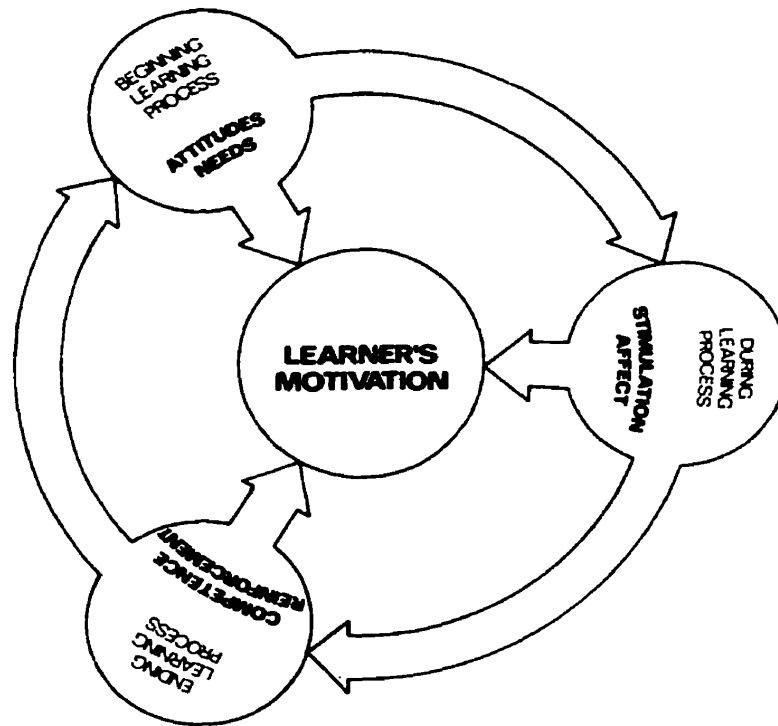 BEGINNING
LEARNING
PROCESS
ATTITUDES
NEEDS
DURING
LEARNING
PROCESS
STIMULATION
AFFECT
LEARNER'S
MOTIVATION
COMPETENCE
REINFORCEMENT
ENDING
LEARNING
PROCESS